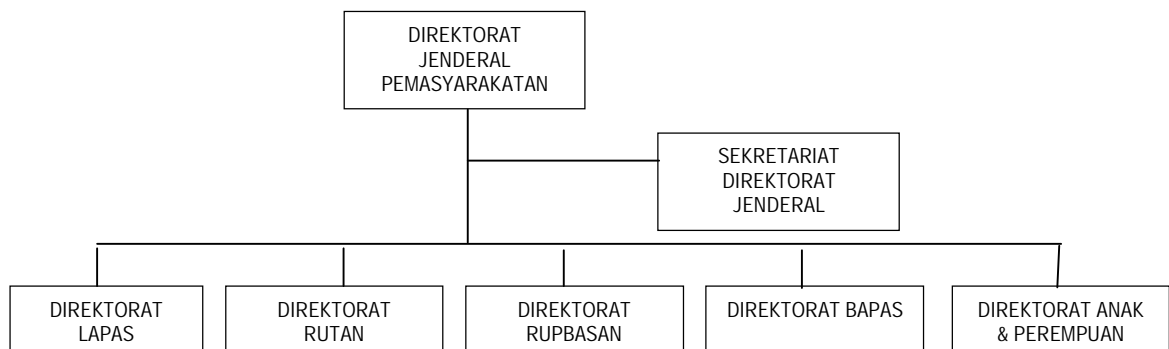 DIREKTORAT
JENDERAL
PEMASYARAKATAN
SEKRETARIAT
DIREKTORAT
JENDERAL
DIREKTORAT
LAPAS
DIREKTORAT
RUTAN
DIREKTORAT
RUPBASAN
DIREKTORAT BAPAS
DIREKTORAT ANAK
& PEREMPUAN